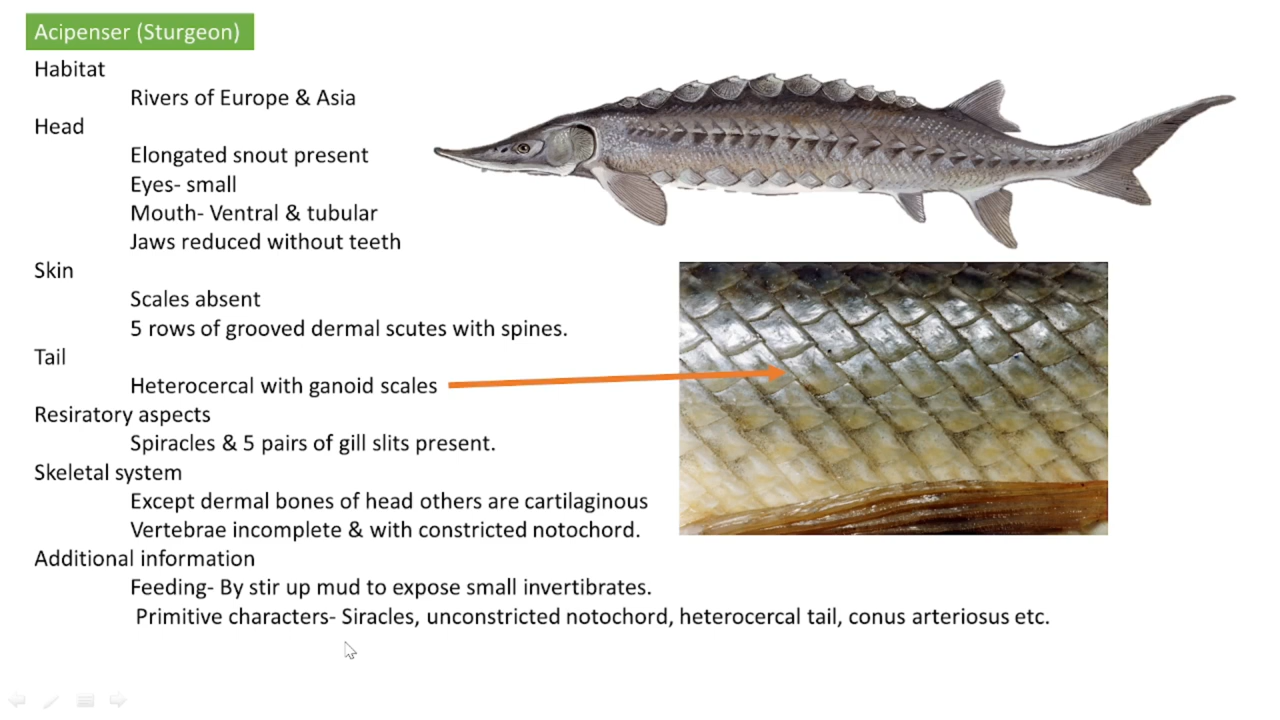 Acipenser (Sturgeon)
Habitat
Rivers of Europe & Asia
Head
Elongated snout present
Eyes- small
Mouth- Ventral & tubular
Jaws reduced without teeth
Skin
Scales absent
5 rows of grooved dermal scutes with spines.
Tail
Heterocercal with ganoid scales
Resiratory aspects
Spiracles & 5 pairs of gill slits present.
Skeletal system
Except dermal bones of head others are cartilaginous
Vertebrae incomplete & with constricted notochord.
Additional information
Feeding- By stir up mud to expose small invertibrates.
Primitive characters- Siracles, unconstricted notochord, heterocercal tail, conus arteriosus etc.